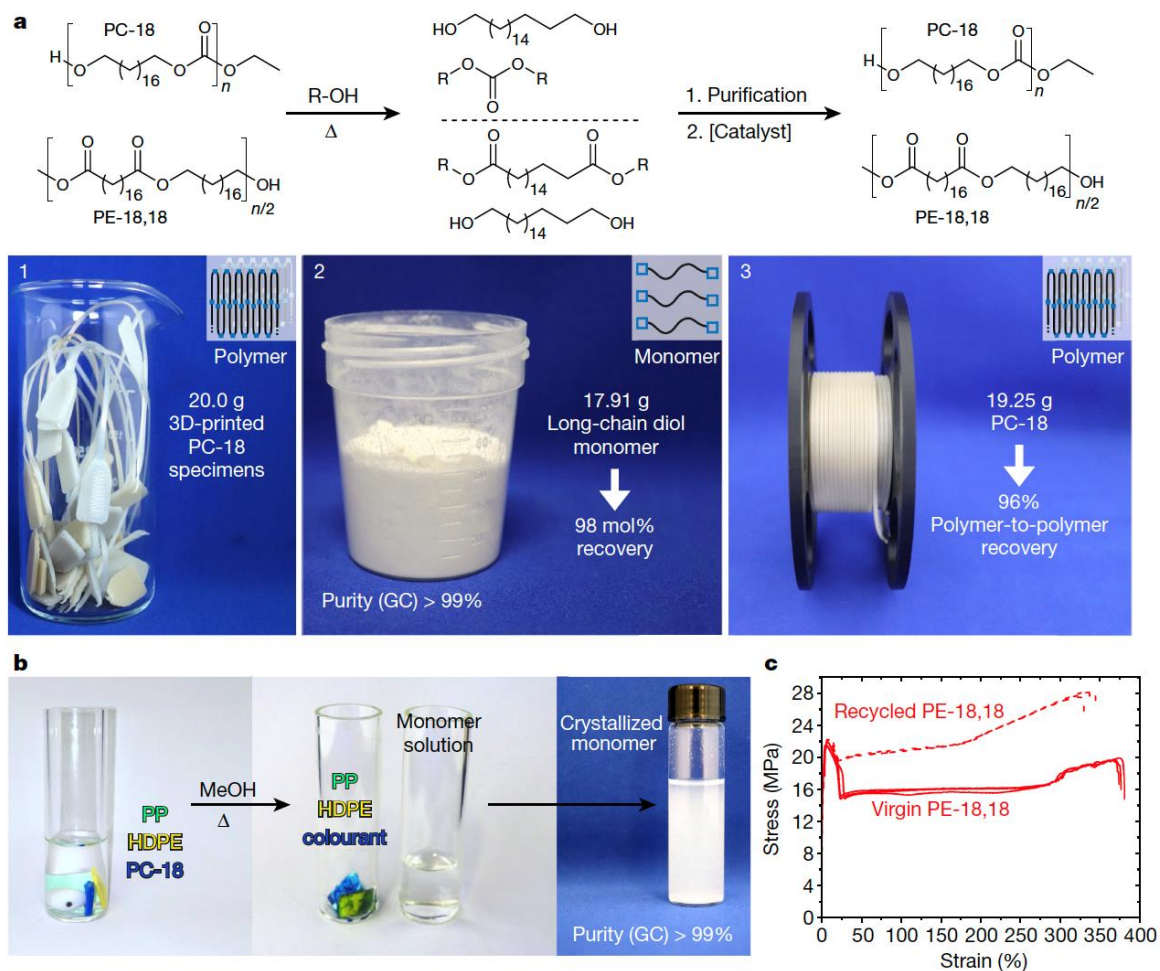 a
PC-18
H
O
16
O
O
O
n
PE-18,18
O
O
16
O
O
16
OH
n/2
R-OH
Δ
HO
14
OH
R
O
O
R
O
O
O
R
O
14
O
R
HO
14
OH
1. Purification
2. [Catalyst]
PC-18
H
O
16
O
O
O
n
O
O
O
16
O
16
OH
n/2
PE-18,18
1
Polymer
20.0 g
3D-printed
PC-18
specimens
2
Monomer
17.91 g
Long-chain diol
monomer
98 mol%
recovery
Purity (GC) > 99%
3
Polymer
19.25 g
PC-18
96%
Polymer-to-polymer
recovery
b
PP
HDPE
PC-18
MeOH
Δ
PP
HDPE
colourant
Monomer
solution
Crystallized
monomer
Purity (GC) > 99%
c
Stress (MPa)
28
24
20
16
12
8
4
0
Recycled PE-18,18
Virgin PE-18,18
0 50 100 150 200 250 300 350 400
Strain (%)